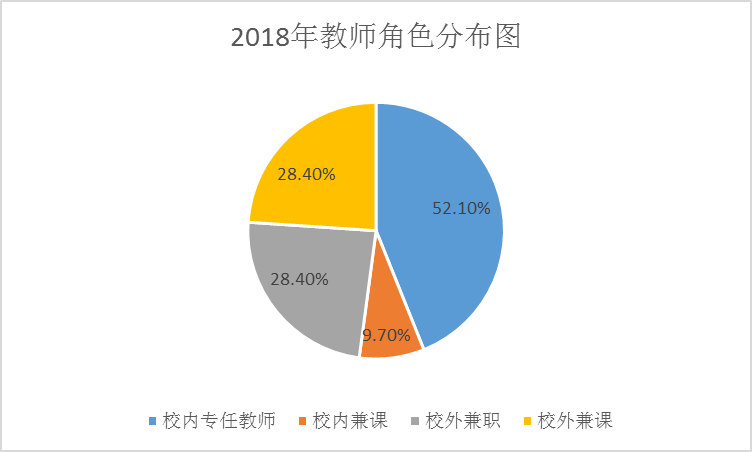 2018年教师角色分布图
28.40%
52.10%
28.40%
9.70%
校内专任教师 校内兼课 校外兼职 校外兼课